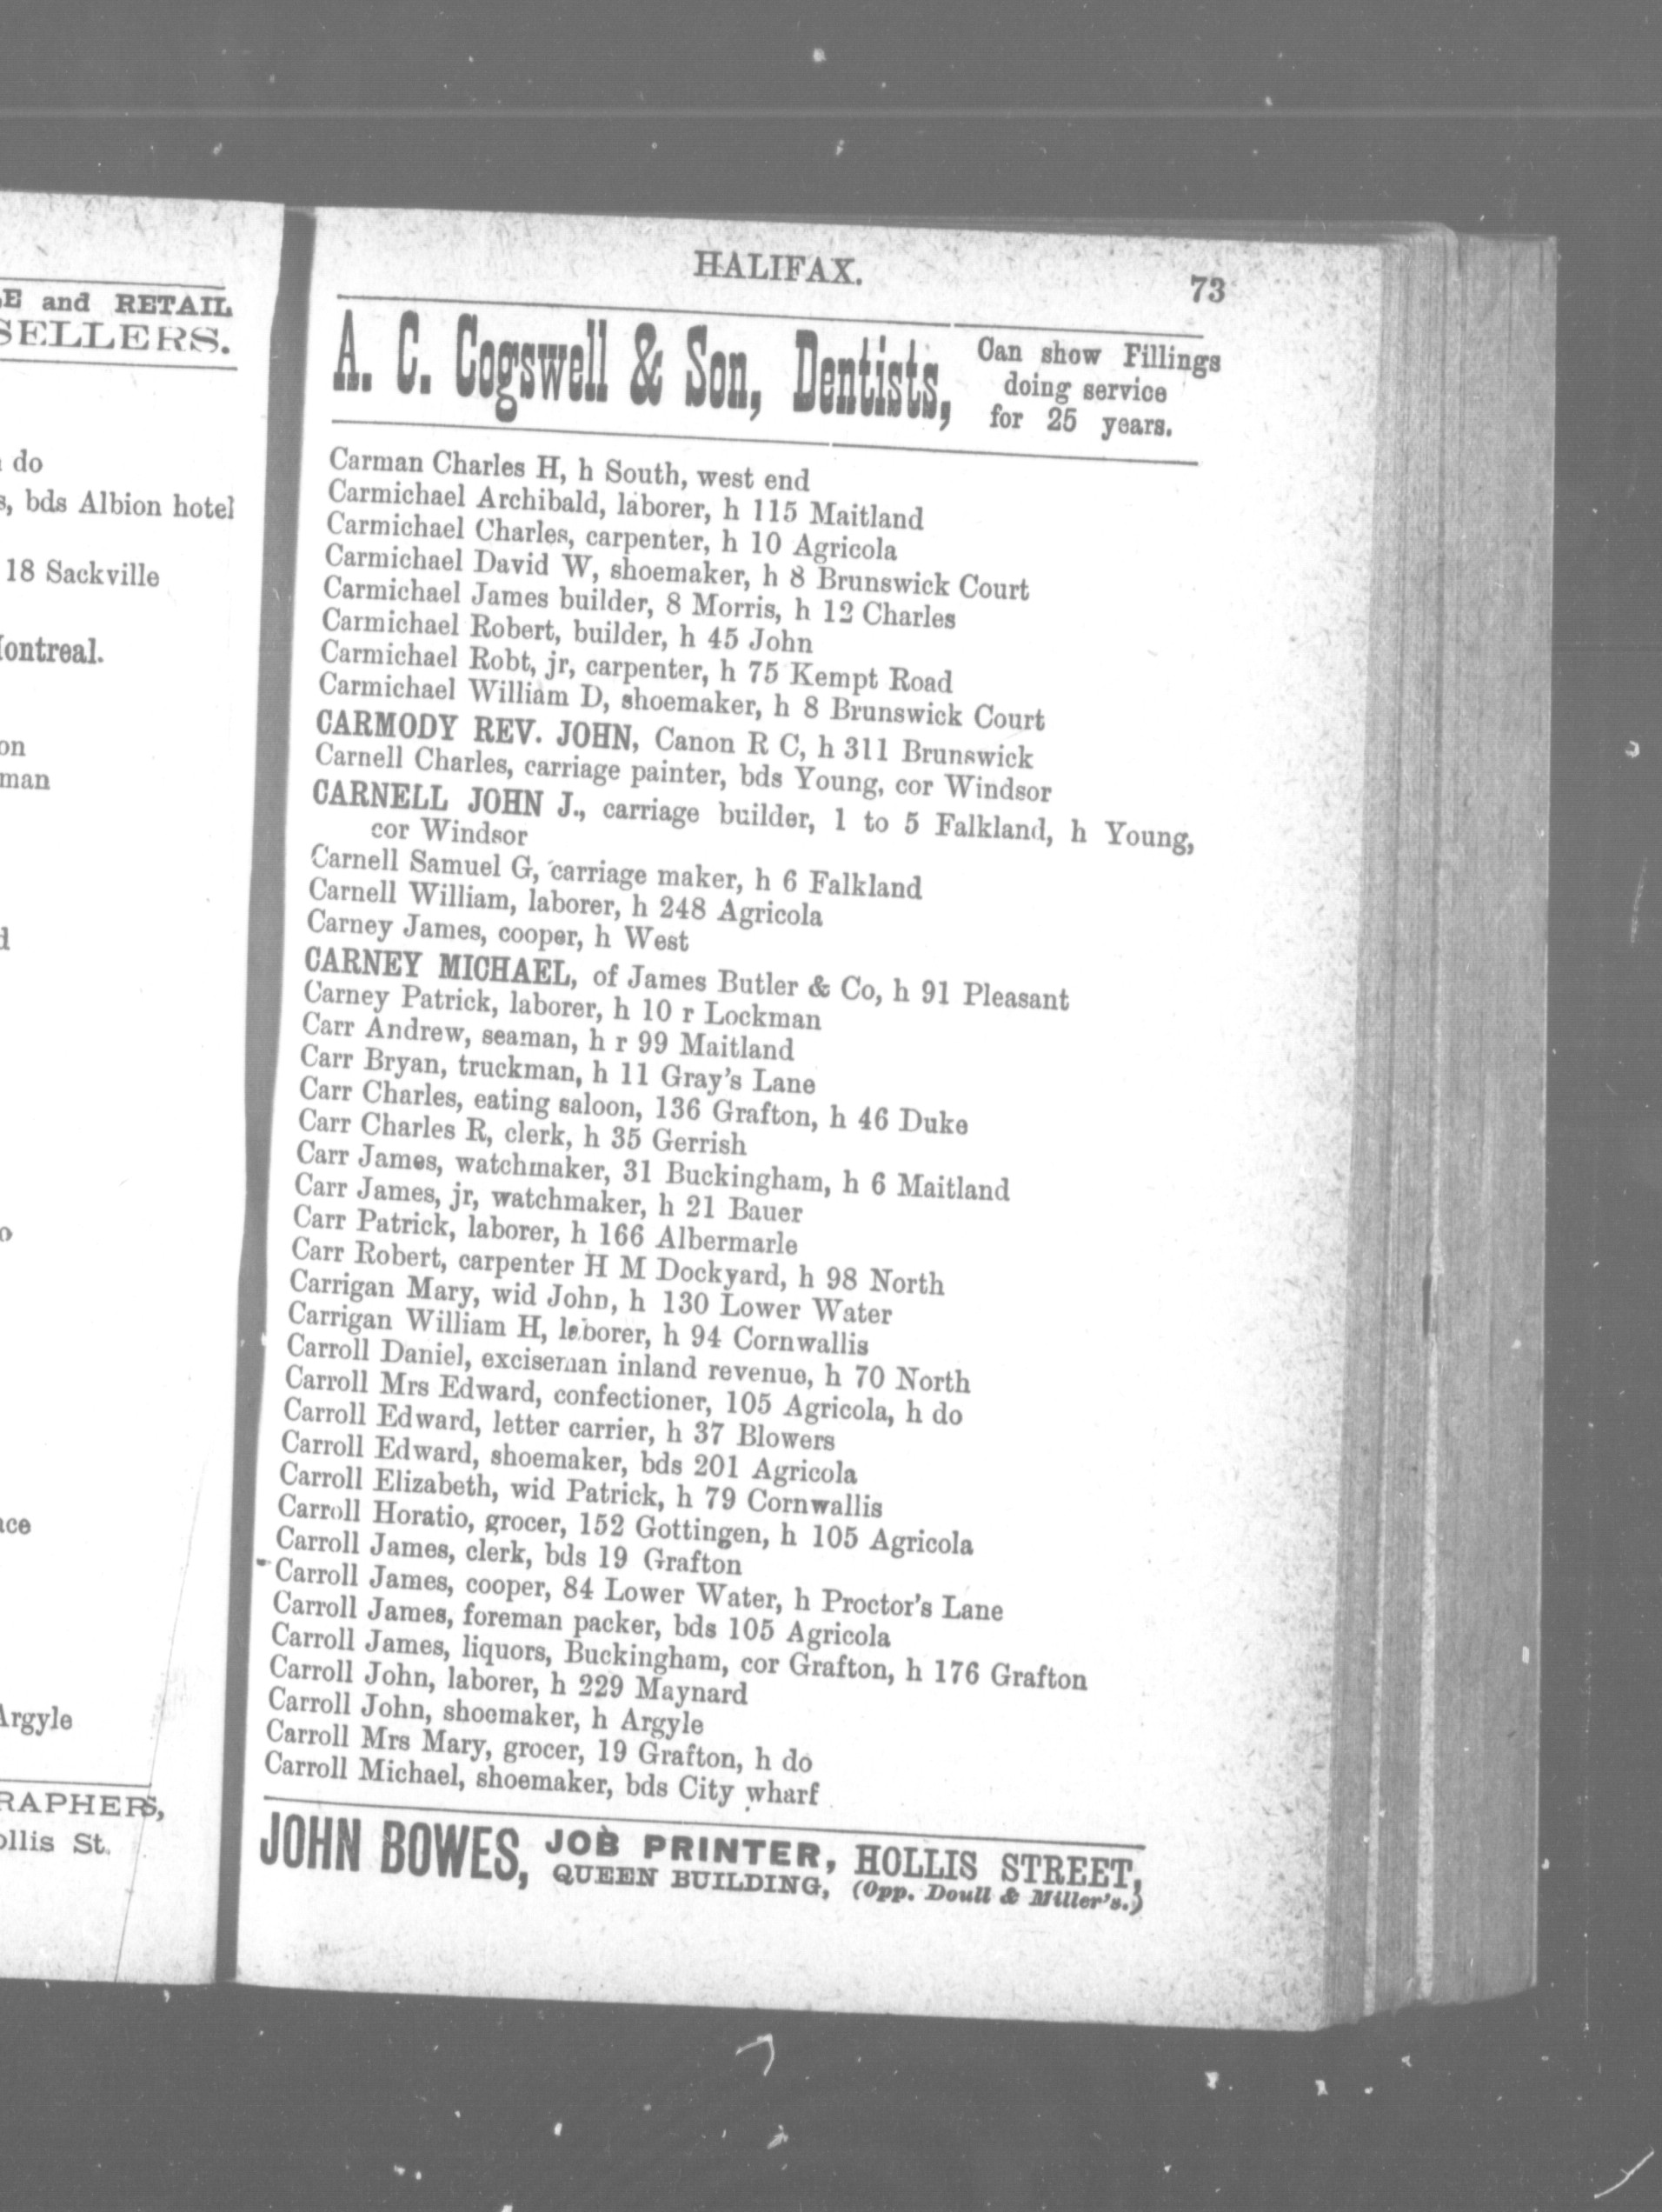 E and RETAIL
SELLERS.
do
s, bds Albion hotel
18 Sackville
ontreal.
on
man
d
o
ace
Argyle
RAPHERS,
ollis St.
HALIFAX. 73
A. C. Cogswell & Son, Dentists,
Can show Fillings
doing service
for 25 years.
Carman Charles H, h South, west end
Carmichael Archibald, laborer, h 115 Maitland
Carmichael Charles, carpenter, h 10 Agricola
Carmichael David W, shoemaker, h 8 Brunswick Court
Carmichael James builder, 8 Morris, h 12 Charles
Carmichael Robert, builder, h 45 John
Carmichael Robt, jr, carpenter, h 75 Kempt Road
Carmichael William D, shoemaker, h 8 Brunswick Court
CARMODY REV. JOHN, Canon R C, h 311 Brunswick
Carnell Charles, carriage painter, bds Young, cor Windsor
CARNELL JOHN J., carriage builder, 1 to 5 Falkland, h Young,
cor Windsor
Carnell Samuel G, carriage maker, h 6 Falkland
Carnell William, laborer, h 248 Agricola
Carney James, cooper, h West
CARNEY MICHAEL, of James Butler & Co, h 91 Pleasant
Carney Patrick, laborer, h 10 r Lockman
Carr Andrew, seaman, h r 99 Maitland
Carr Bryan, truckman, h 11 Gray's Lane
Carr Charles, eating saloon, 136 Grafton, h 46 Duke
Carr Charles R, clerk, h 35 Gerrish
Carr James, watchmaker, 31 Buckingham, h 6 Maitland
Carr James, jr, watchmaker, h 21 Bauer
Carr Patrick, laborer, h 166 Albermarle
Carr Robert, carpenter H M Dockyard, h 98 North
Carrigan Mary, wid John, h 130 Lower Water
Carrigan William H, laborer, h 94 Cornwallis
Carroll Daniel, exciseman inland revenue, h 70 North
Carroll Mrs Edward, confectioner, 105 Agricola, h do
Carroll Edward, letter carrier, h 37 Blowers
Carroll Edward, shoemaker, bds 201 Agricola
Carroll Elizabeth, wid Patrick, h 79 Cornwallis
Carroll Horatio, grocer, 152 Gottingen, h 105 Agricola
Carroll James, clerk, bds 19 Grafton
Carroll James, cooper, 84 Lower Water, h Proctor's Lane
Carroll James, foreman packer, bds 105 Agricola
Carroll James, liquors, Buckingham, cor Grafton, h 176 Grafton
Carroll John, laborer, h 229 Maynard
Carroll John, shoemaker, h Argyle
Carroll Mrs Mary, grocer, 19 Grafton, h do
Carroll Michael, shoemaker, bds City wharf
JOHN BOWES, JOB PRINTER, HOLLIS STREET,
QUEEN BUILDING, (Opp. Doull & Miller's.)